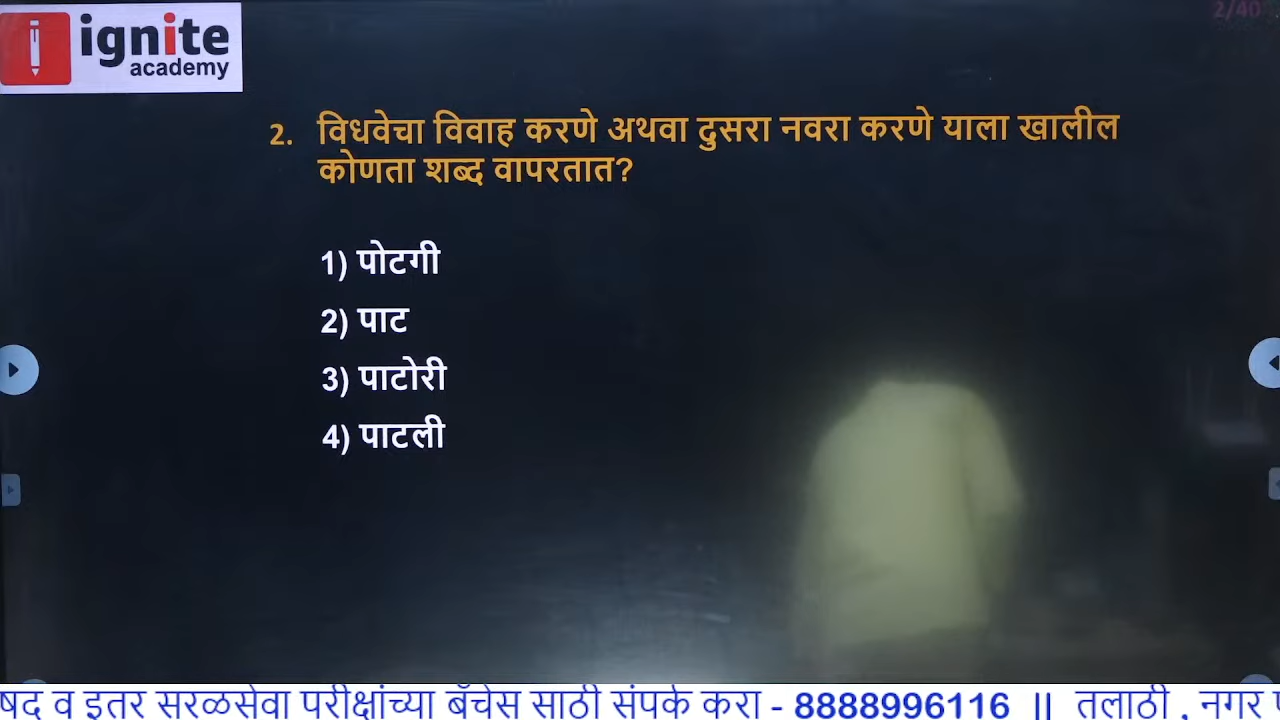 ignite
academy
2/40
2. विधवेचा विवाह करणे अथवा दुसरा नवरा करणे याला खालील
कोणता शब्द वापरतात?
1) पोटगी
2) पाट
3) पाटोरी
4) पाटली
षद व इतर सरळसेवा परीक्षांच्या बॅचेस साठी संपर्क करा - 8888996116 || तलाठी , नगर